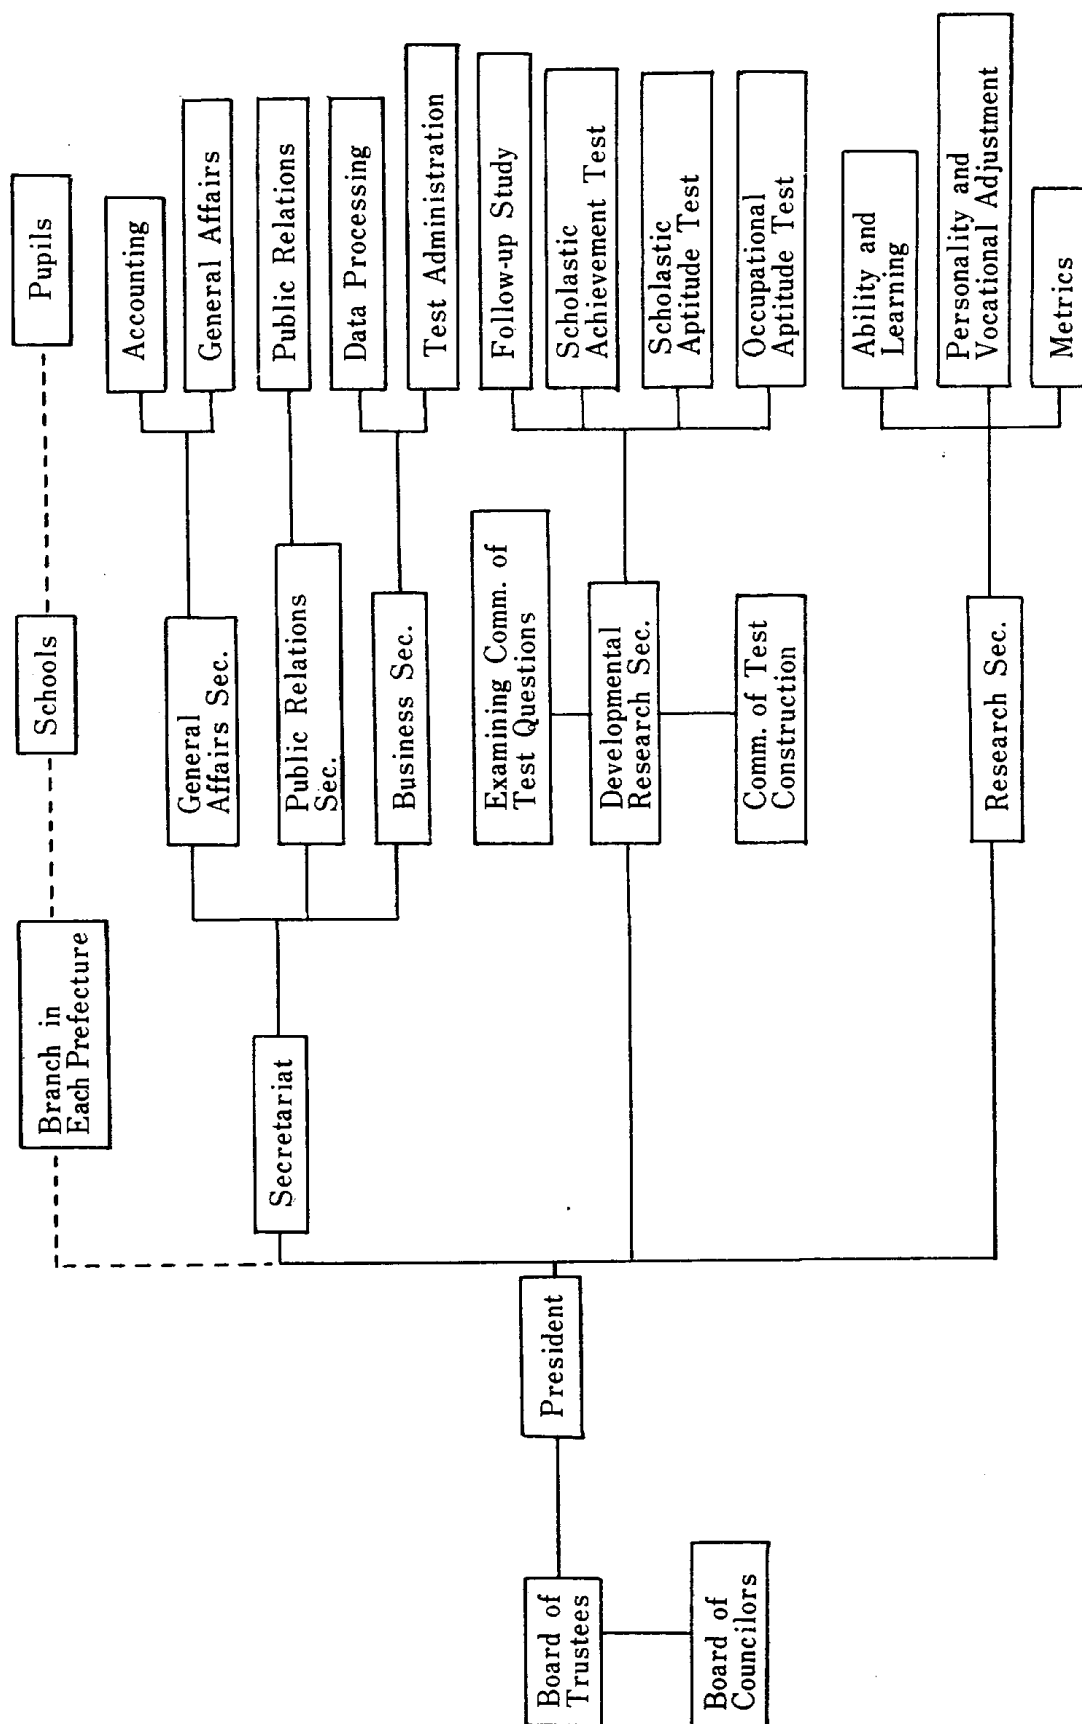 Branch in
Each Prefecture
Schools
Pupils
Secretariat
General
Affairs Sec.
Accounting
General Affairs
Public Relations
Sec.
Public Relations
Business Sec.
Data Processing
Test Administration
Board of
Trustees
President
Examining Comm. of
Test Questions
Developmental
Research Sec.
Follow-up Study
Scholastic
Achievement Test
Scholastic
Aptitude Test
Occupational
Aptitude Test
Board of
Councilors
Comm. of Test
Construction
Research Sec.
Ability and
Learning
Personality and
Vocational Adjustment
Metrics